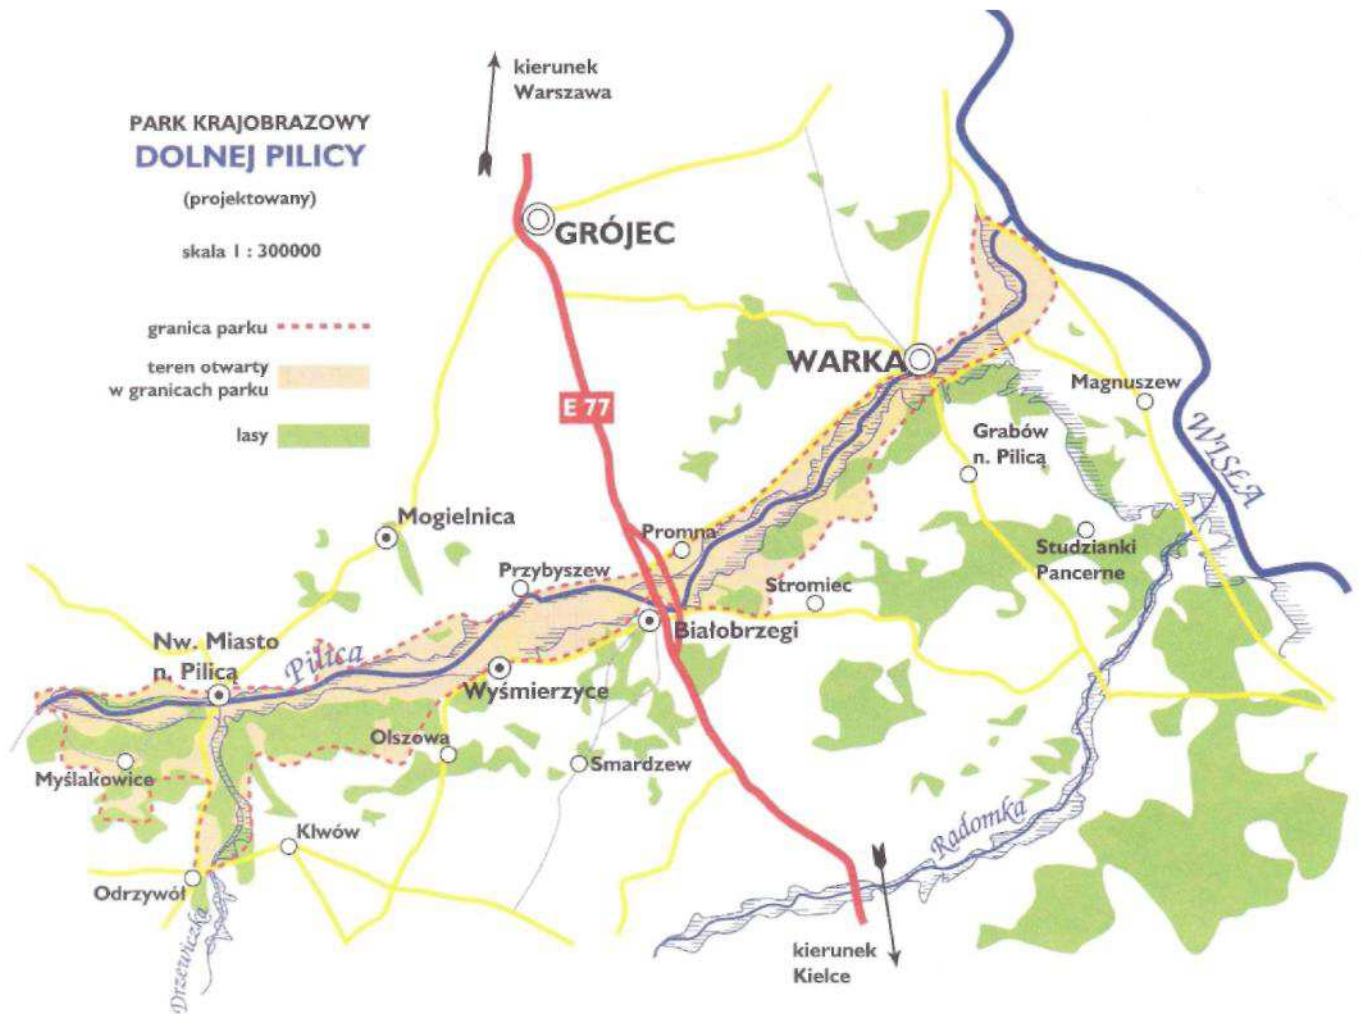 kierunek
Warszawa
PARK KRAJOBRAZOWY
DOLNEJ PILICY
(projektowany)
skala 1 : 300000
GRÓJEC
granica parku
teren otwarty
w granicach parku
lasy
WARKA
E 77
Magnuszew
Grabów
n. Pilicą
WISŁA
Mogielnica
Promna
Studzianki
Pancerne
Przybyszew
Stromiec
Białobrzegi
Nw. Miasto
n. Pilicą
Pilica
Wyśmierzyce
Olszowa
Smardzew
Myślakowice
Radomka
Klwów
Odrzywół
Drzewiczka
kierunek
Kielce